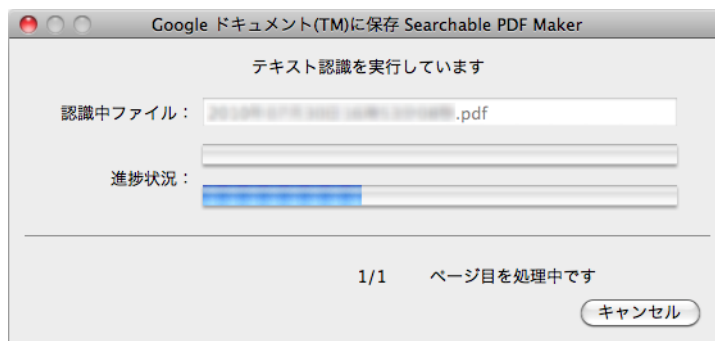 Google ドキュメント(TM)に保存 Searchable PDF Maker
テキスト認識を実行しています
認識中ファイル： .pdf
進捗状況：
1/1 ページ目を処理中です
キャンセル